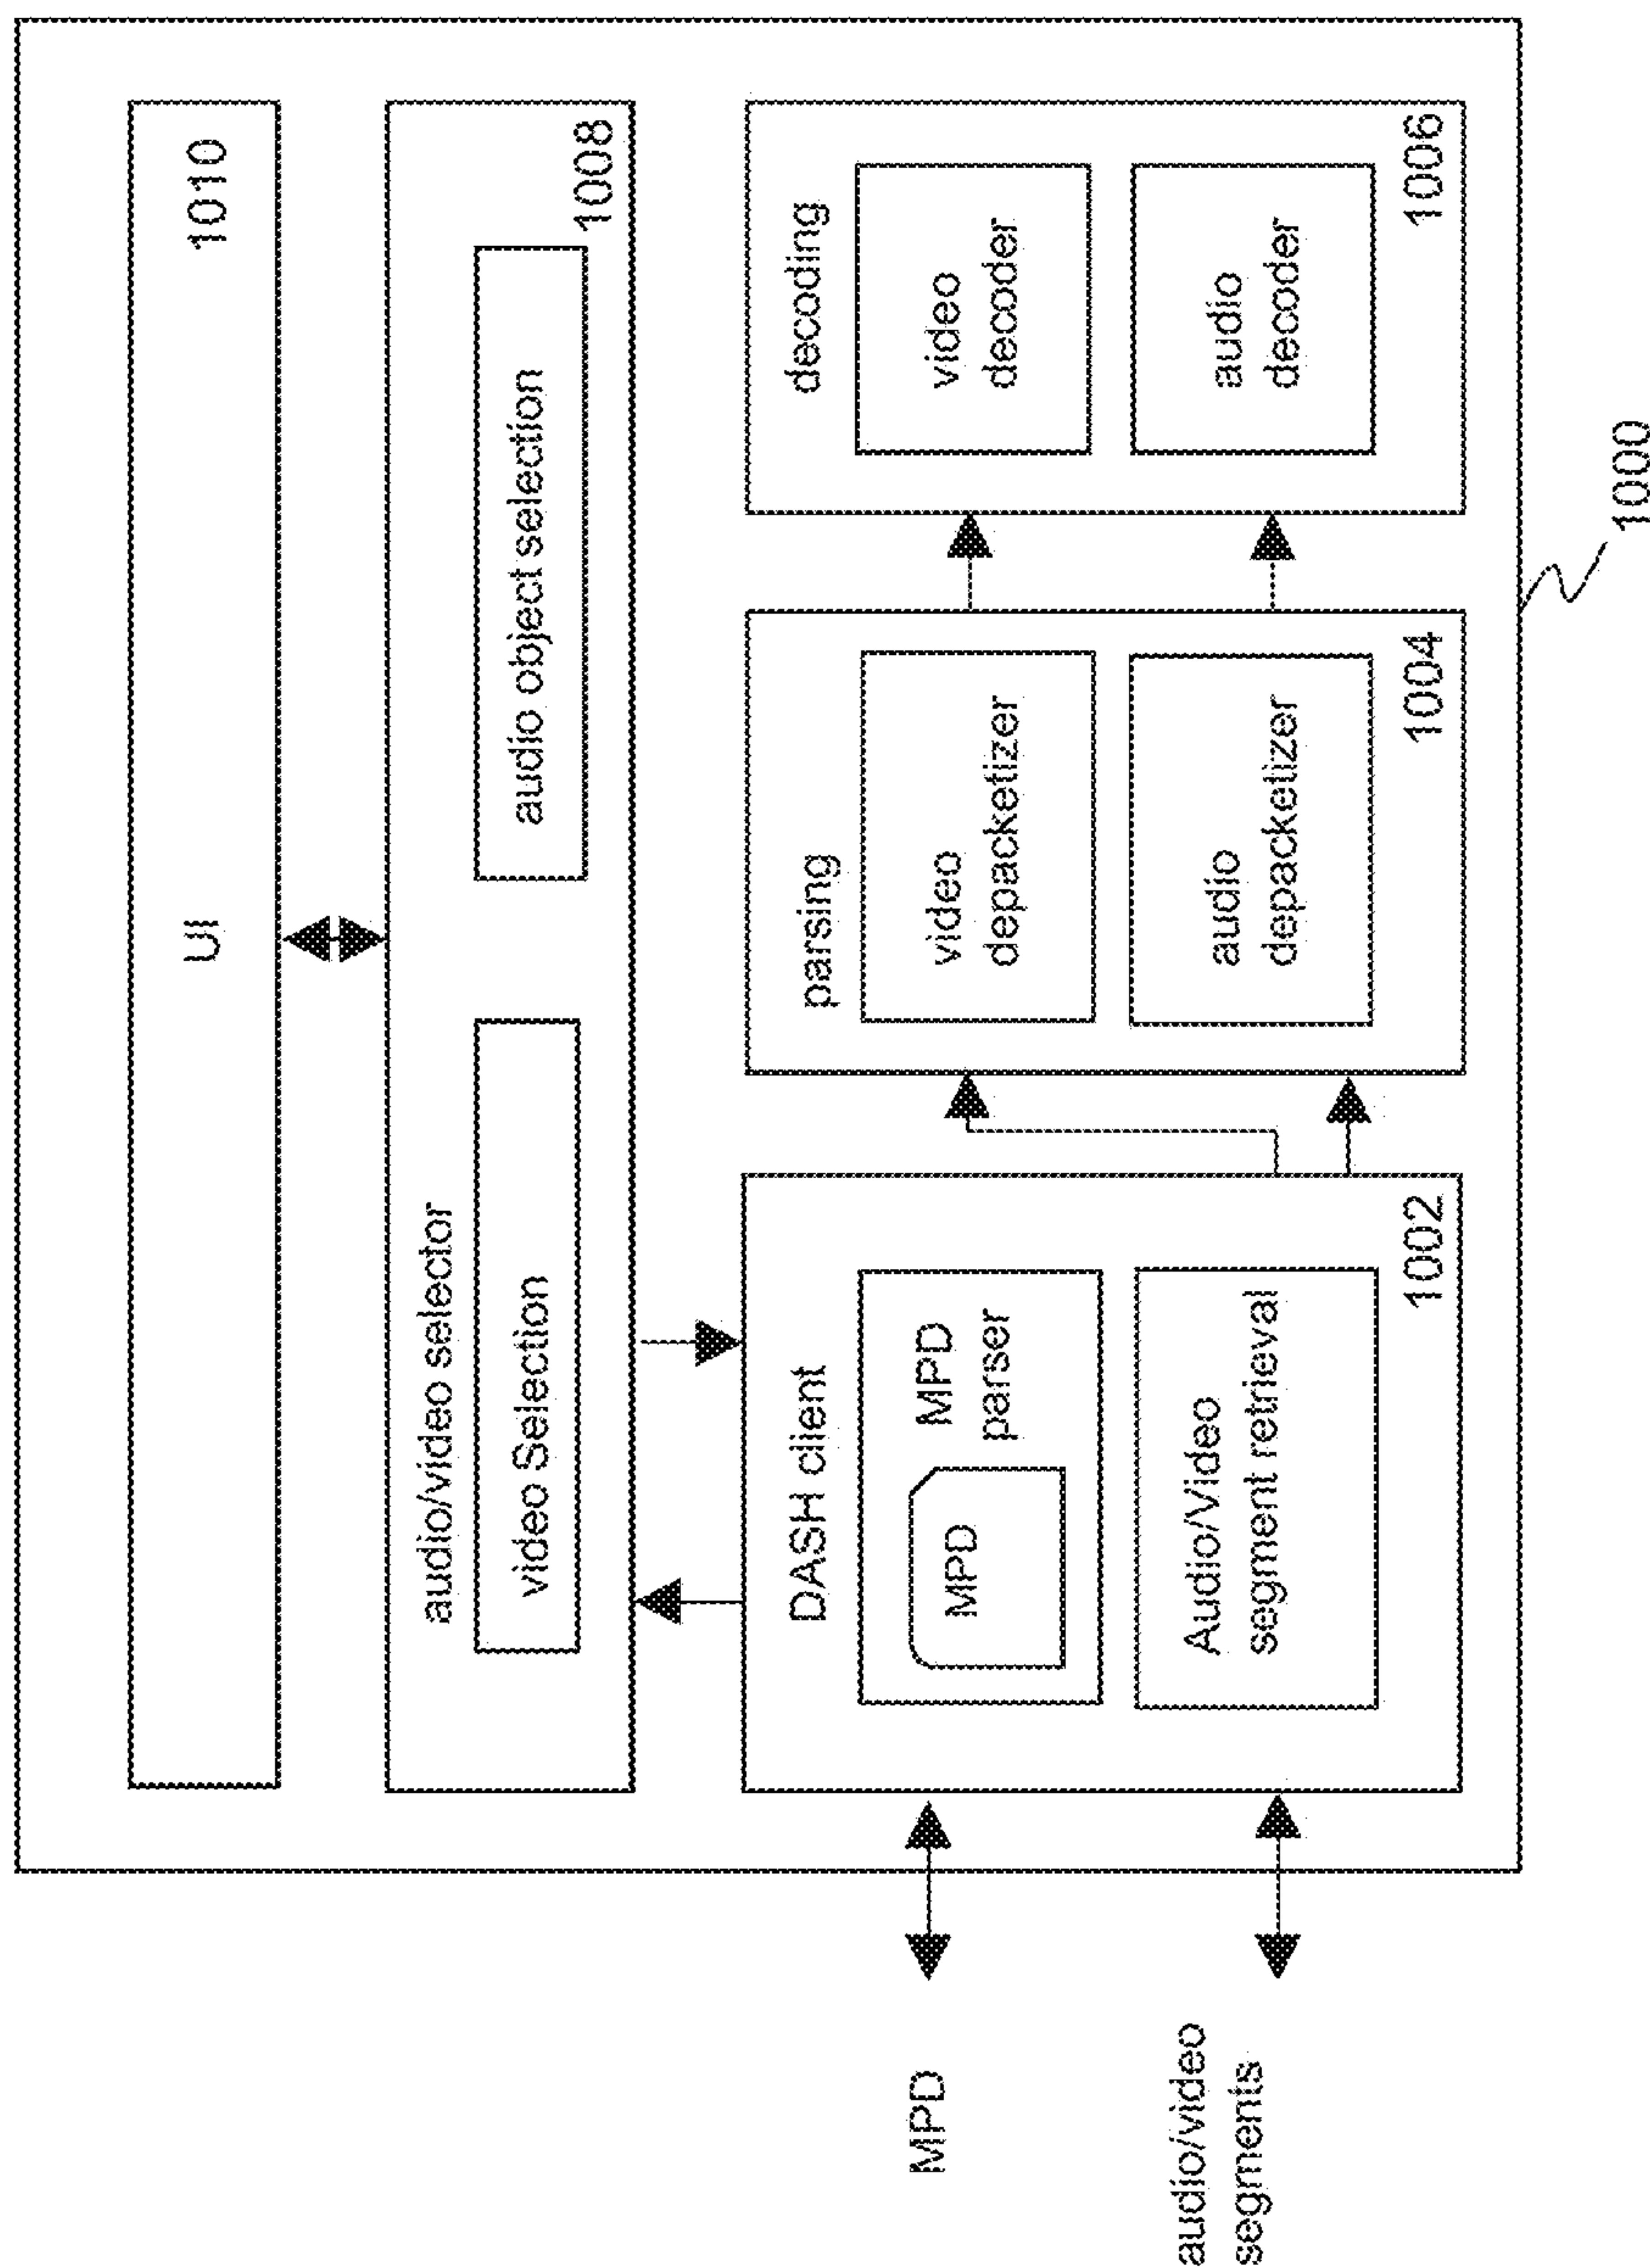 UI
1010
audio/video selector
video Selection
audio object selection
1008
DASH client
MPD
MPD
parser
Audio/Video
segment retrieval
1002
parsing
video
depacketizer
audio
depacketizer
1004
decoding
video
decoder
audio
decoder
1006
MPD
audio/video
segments
1000